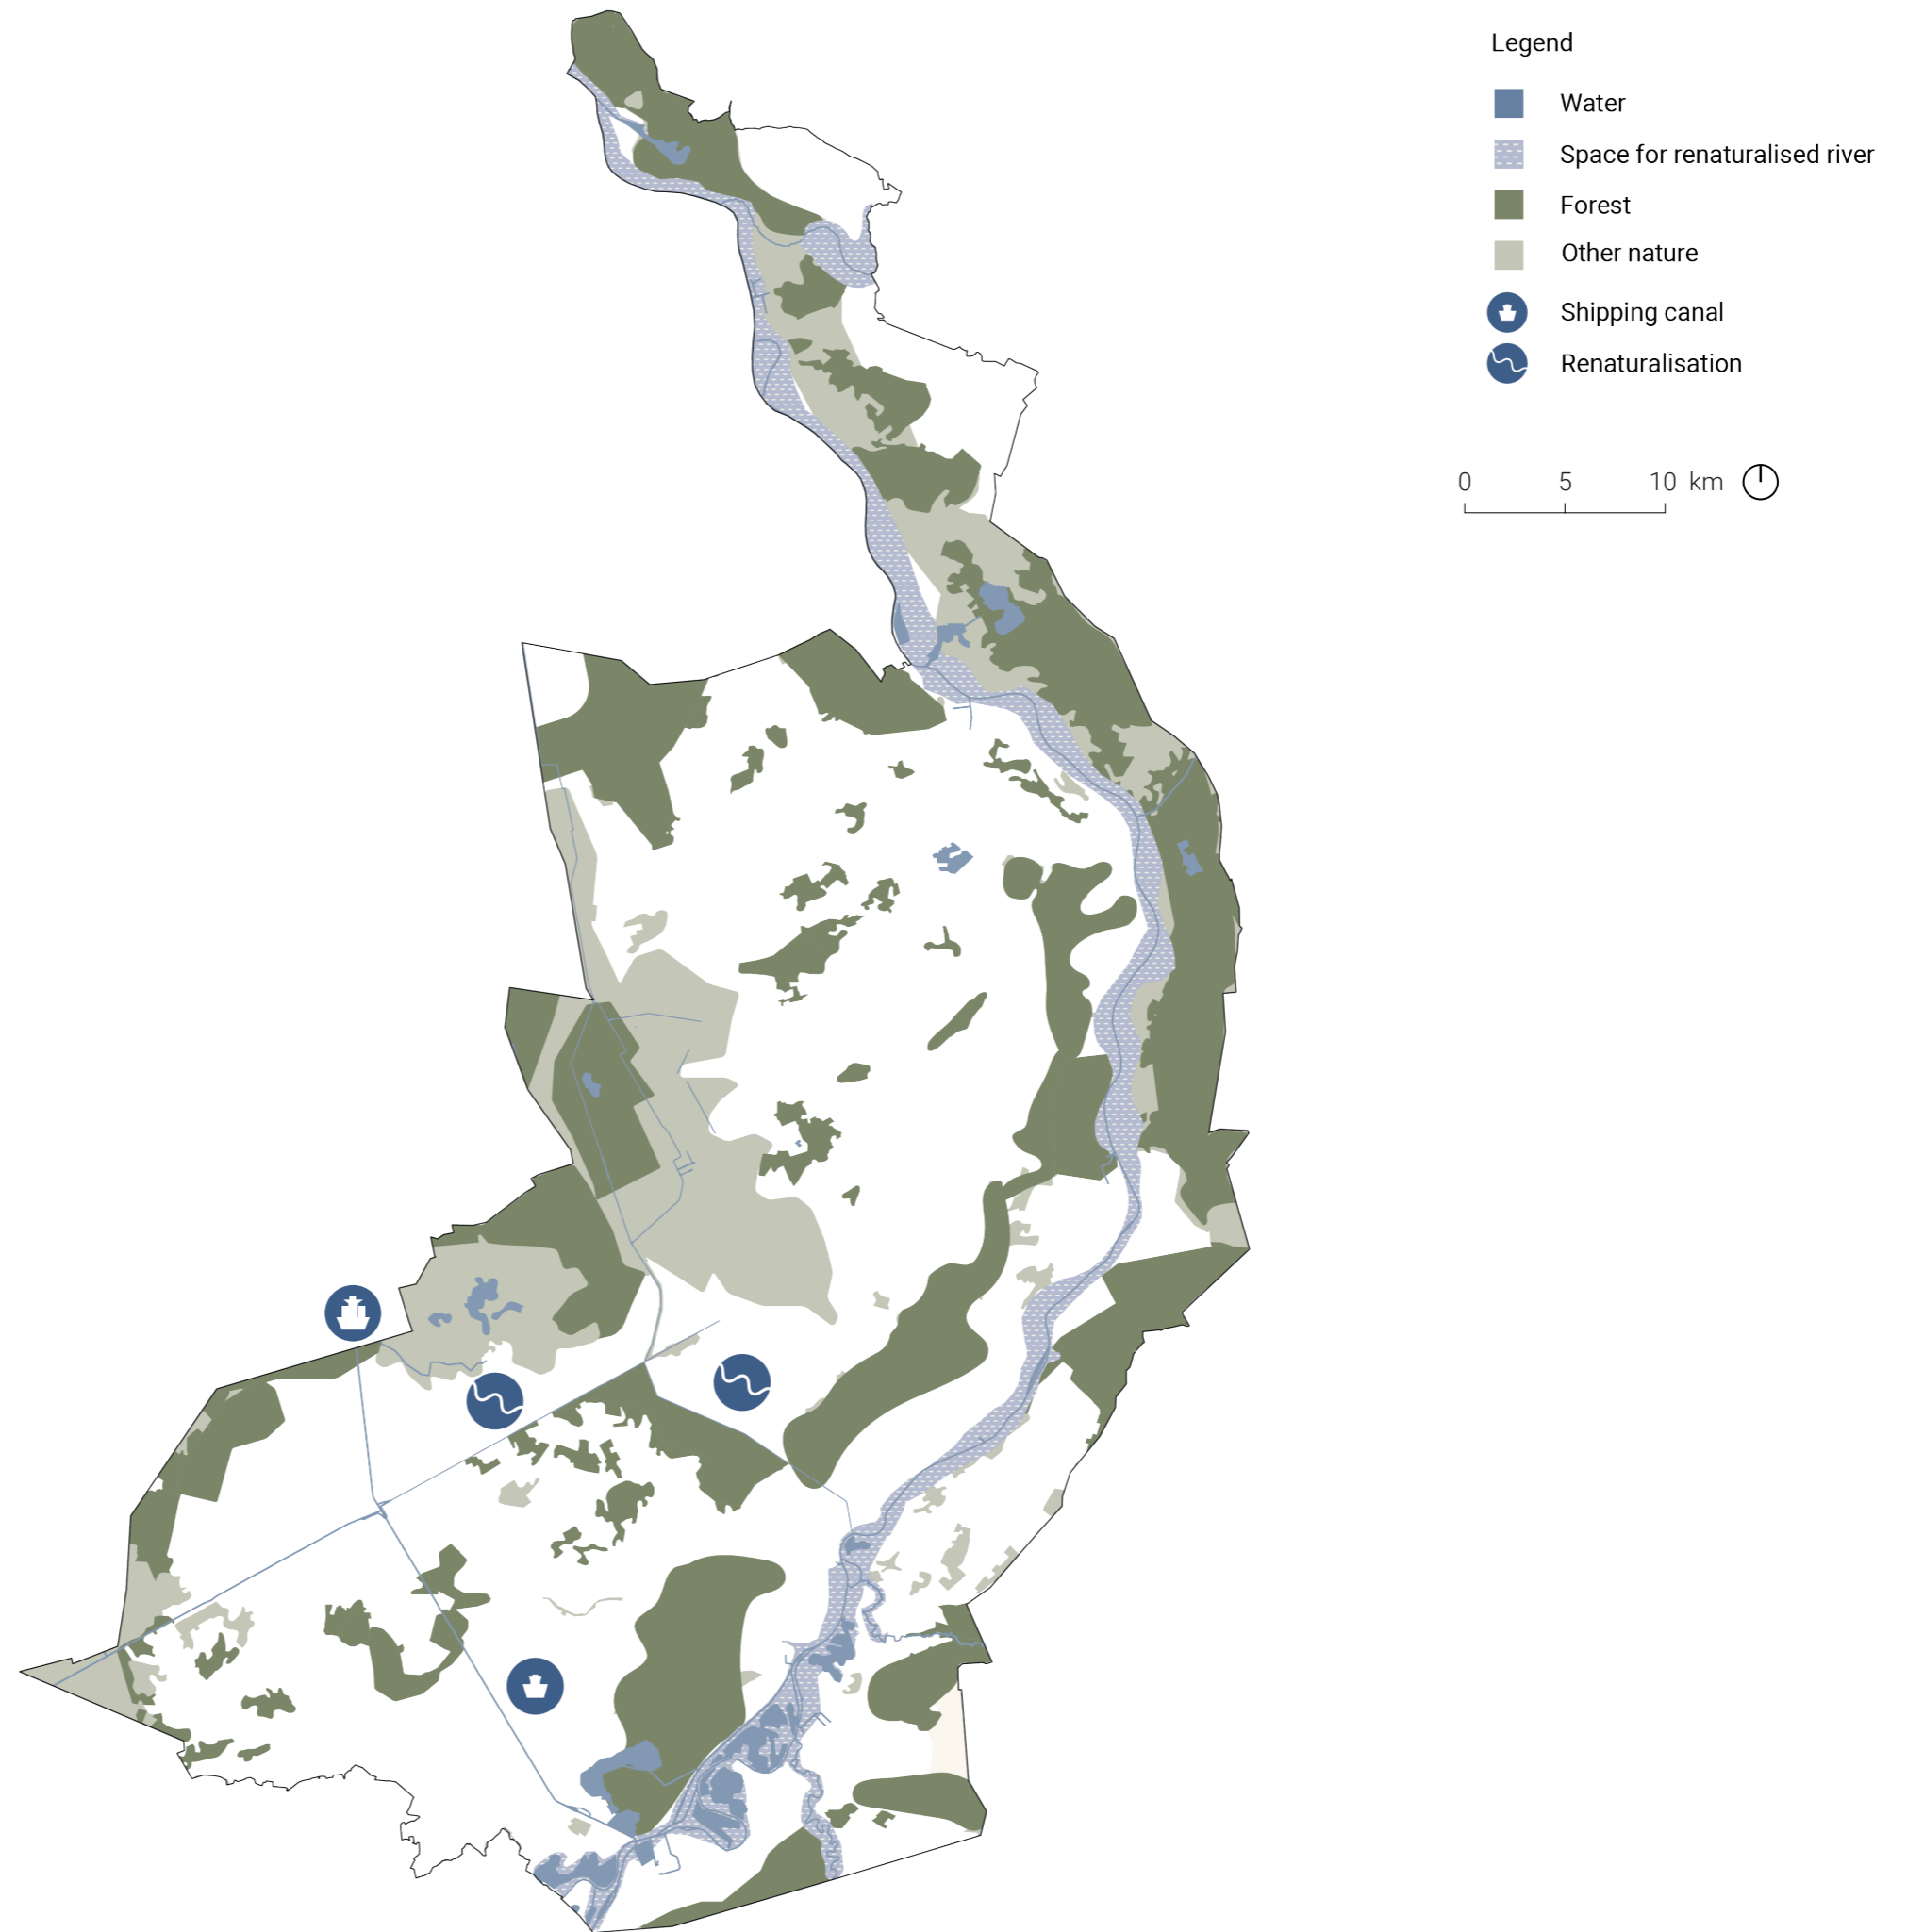 Legend
Water
Space for renaturalised river
Forest
Other nature
Shipping canal
Renaturalisation
0 5 10 km